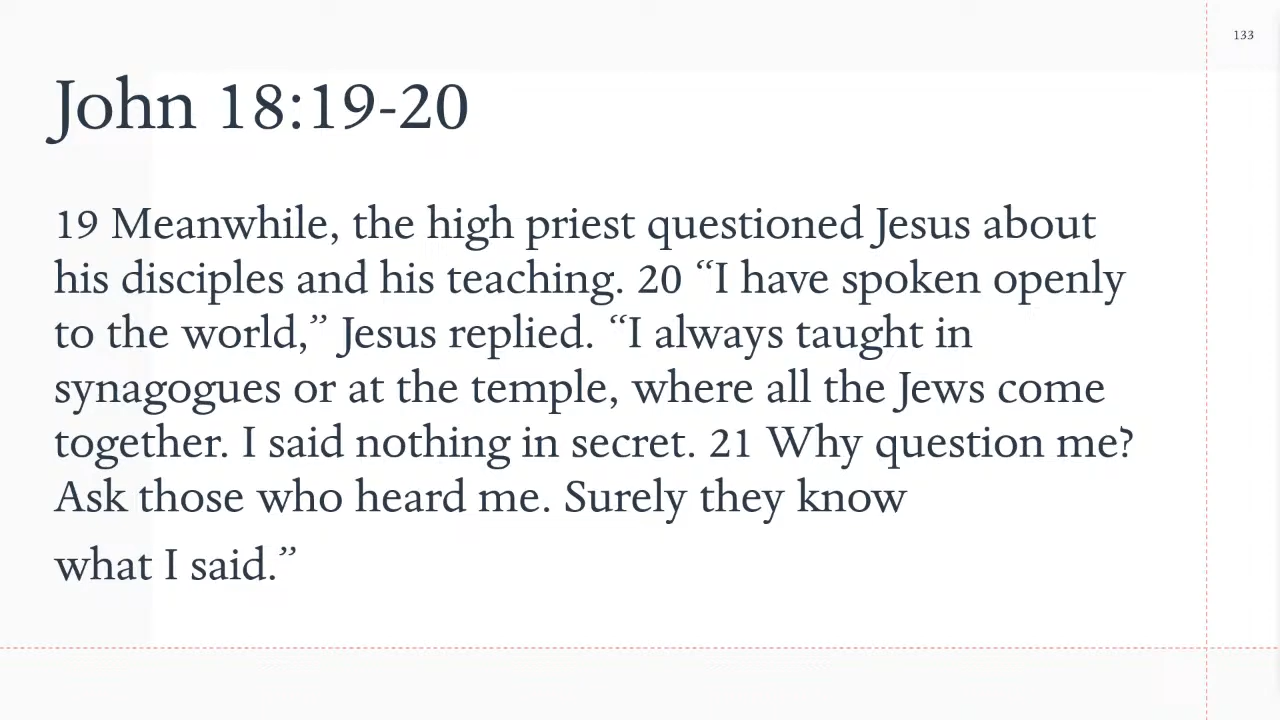 133
John 18:19-20
19 Meanwhile, the high priest questioned Jesus about
his disciples and his teaching. 20 “I have spoken openly
to the world,” Jesus replied. “I always taught in
synagogues or at the temple, where all the Jews come
together. I said nothing in secret. 21 Why question me?
Ask those who heard me. Surely they know
what I said.”